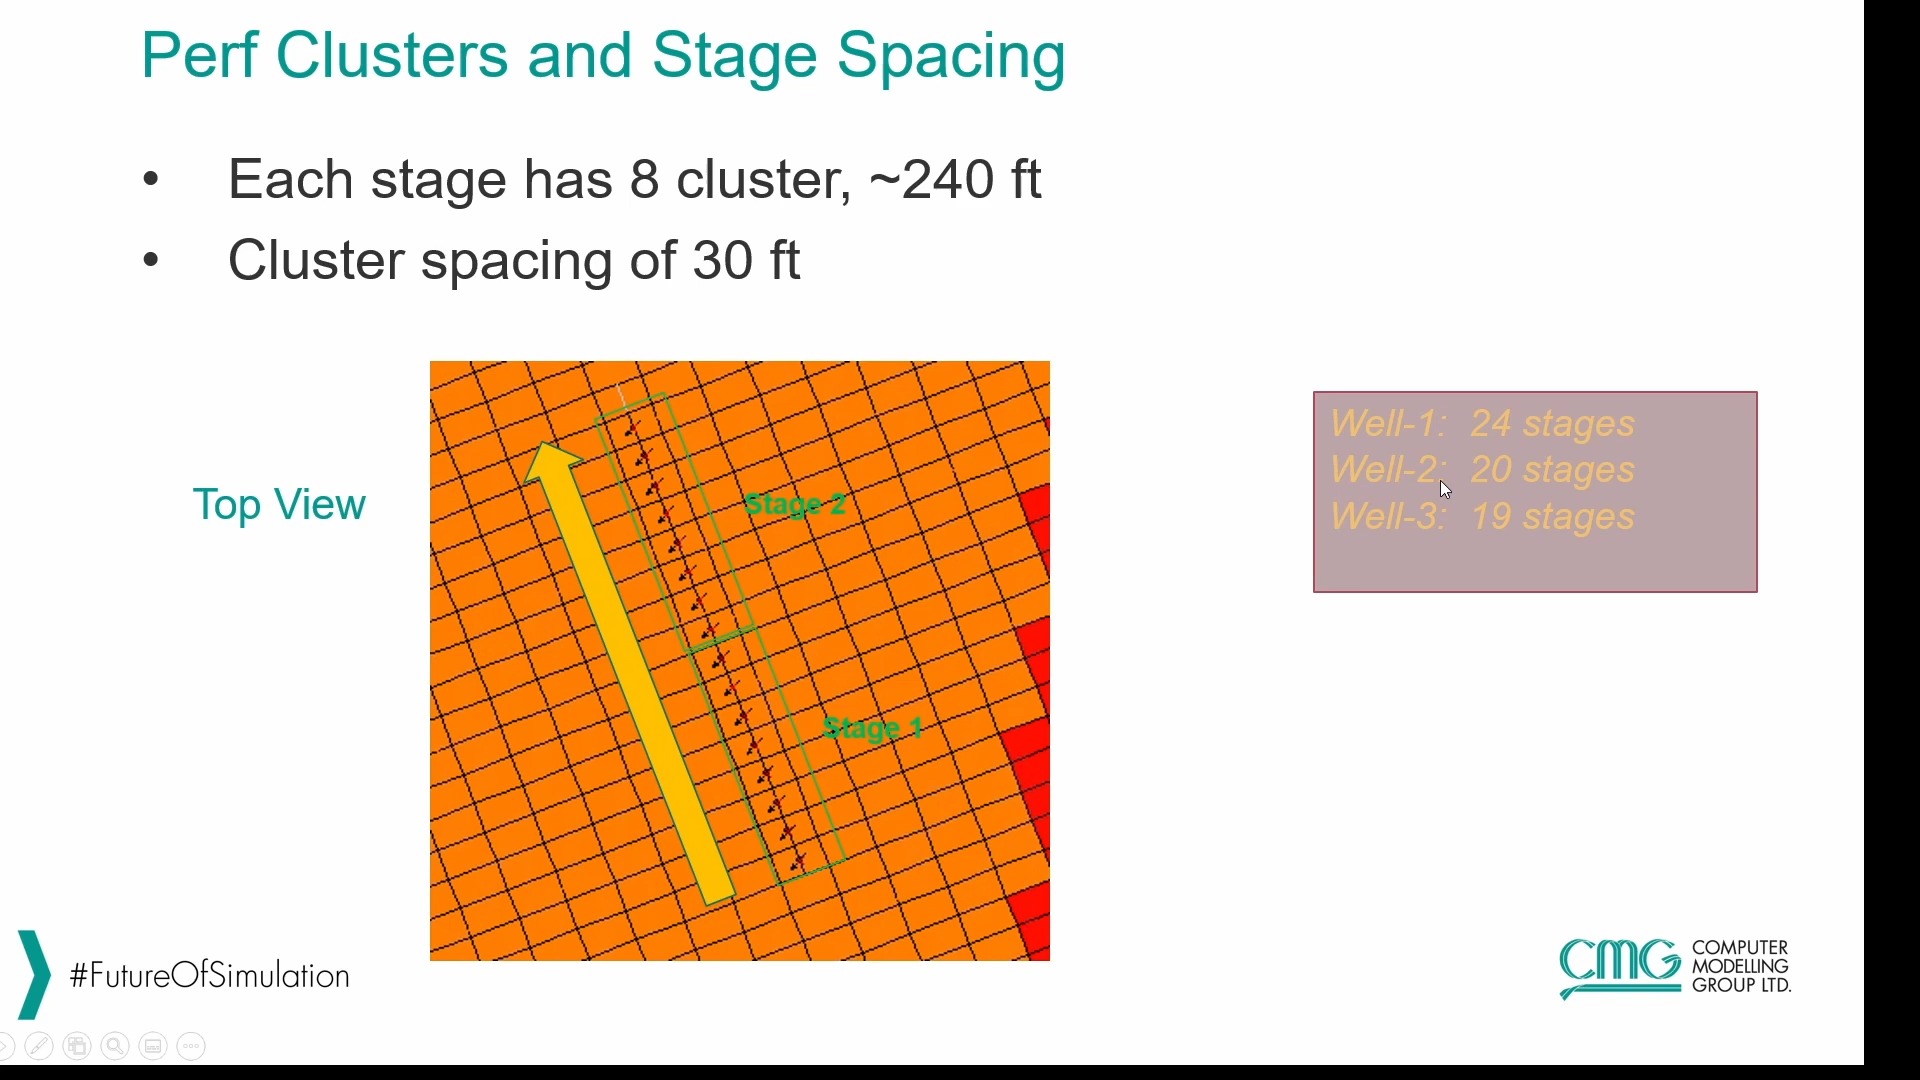 Perf Clusters and Stage Spacing
• Each stage has 8 cluster, ~240 ft
• Cluster spacing of 30 ft
Top View
Stage 2
Stage 1
Well-1: 24 stages
Well-2: 20 stages
Well-3: 19 stages
#FutureOfSimulation
CMG
COMPUTER
MODELLING
GROUP LTD.